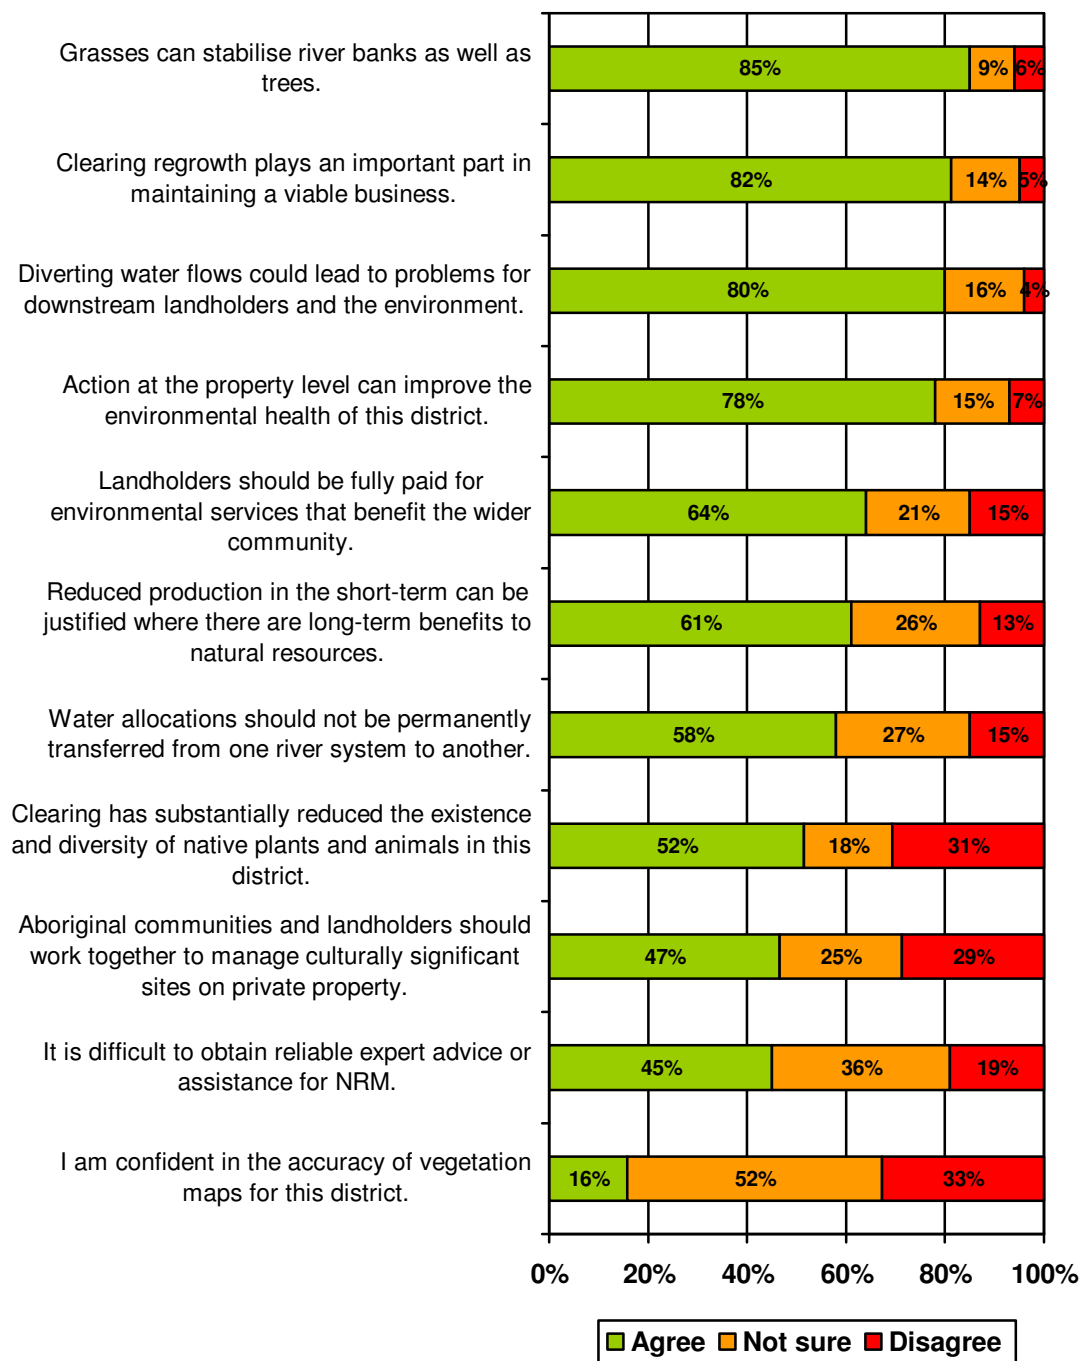 Grasses can stabilise river banks as well as
trees.
85% 9% 6%
Clearing regrowth plays an important part in
maintaining a viable business.
82% 14% 5%
Diverting water flows could lead to problems for
downstream landholders and the environment.
80% 16% 4%
Action at the property level can improve the
environmental health of this district.
78% 15% 7%
Landholders should be fully paid for
environmental services that benefit the wider
community.
64% 21% 15%
Reduced production in the short-term can be
justified where there are long-term benefits to
natural resources.
61% 26% 13%
Water allocations should not be permanently
transferred from one river system to another.
58% 27% 15%
Clearing has substantially reduced the existence
and diversity of native plants and animals in this
district.
52% 18% 31%
Aboriginal communities and landholders should
work together to manage culturally significant
sites on private property.
47% 25% 29%
It is difficult to obtain reliable expert advice or
assistance for NRM.
45% 36% 19%
I am confident in the accuracy of vegetation
maps for this district.
16% 52% 33%
0% 20% 40% 60% 80% 100%
Agree Not sure Disagree